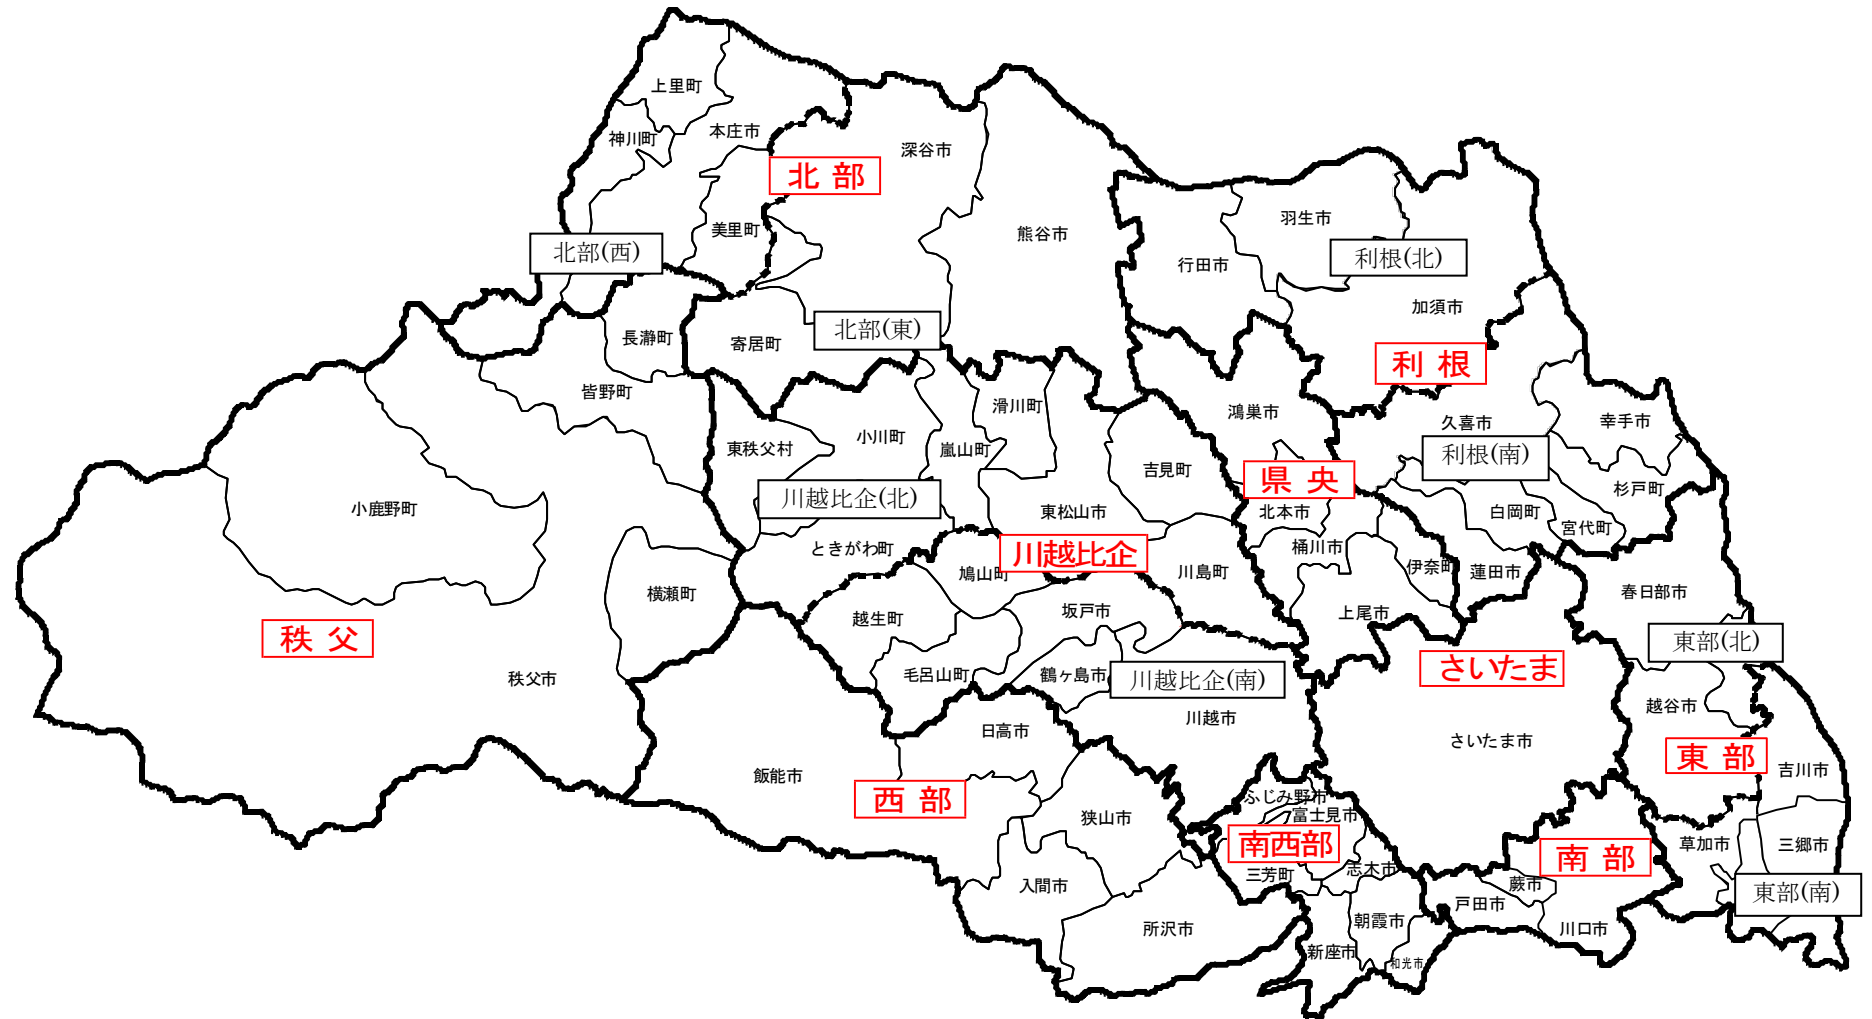 上里町
神川町
本庄市
深谷市
北部
美里町
羽生市
熊谷市
北部(西)
利根(北)
行田市
加須市
長瀞町
北部(東)
寄居町
利根
皆野町
滑川町
鴻巣市
久喜市
幸手市
東秩父村
小川町
嵐山町
吉見町
利根(南)
県央
杉戸町
川越比企(北)
小鹿野町
東松山市
北本市
白岡町
宮代町
ときがわ町
川越比企
桶川市
鳩山町
川島町
伊奈町
蓮田市
横瀬町
春日部市
越生町
坂戸市
上尾市
秩父
東部(北)
さいたま
毛呂山町
鶴ヶ島市
川越比企(南)
秩父市
越谷市
川越市
日高市
さいたま市
東部
飯能市
吉川市
西部
ふじみ野市
富士見市
狭山市
南西部
草加市
三郷市
南部
志木市
三芳町
入間市
蕨市
東部(南)
戸田市
朝霞市
所沢市
川口市
新座市
和光市